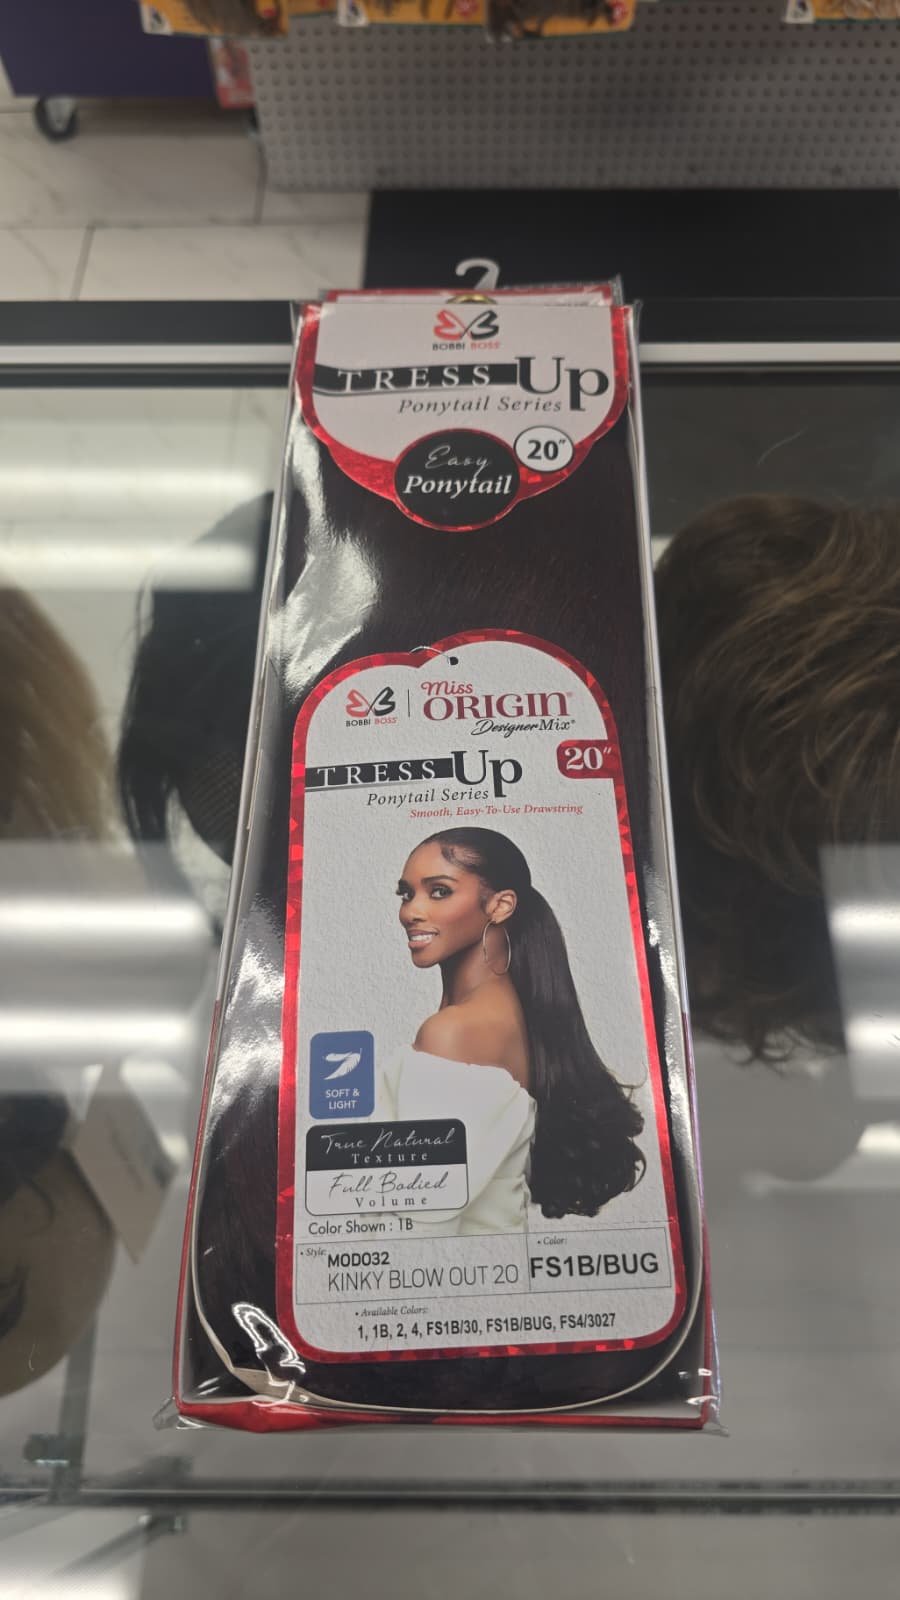 BOBBI BOSS
TRESS Up
Ponytail Series
20"
Easy
Ponytail
BOBBI BOSS
Miss
ORIGIN®
Designer Mix®
20"
TRESS Up
Ponytail Series
Smooth, Easy-To-Use Drawstring
SOFT &
LIGHT
True Natural
Texture
Full Bodied
Volume
Color Shown : 1B
• Style: MOD032
KINKY BLOW OUT 20
• Color:
FS1B/BUG
• Available Colors:
1, 1B, 2, 4, FS1B/30, FS1B/BUG, FS4/3027